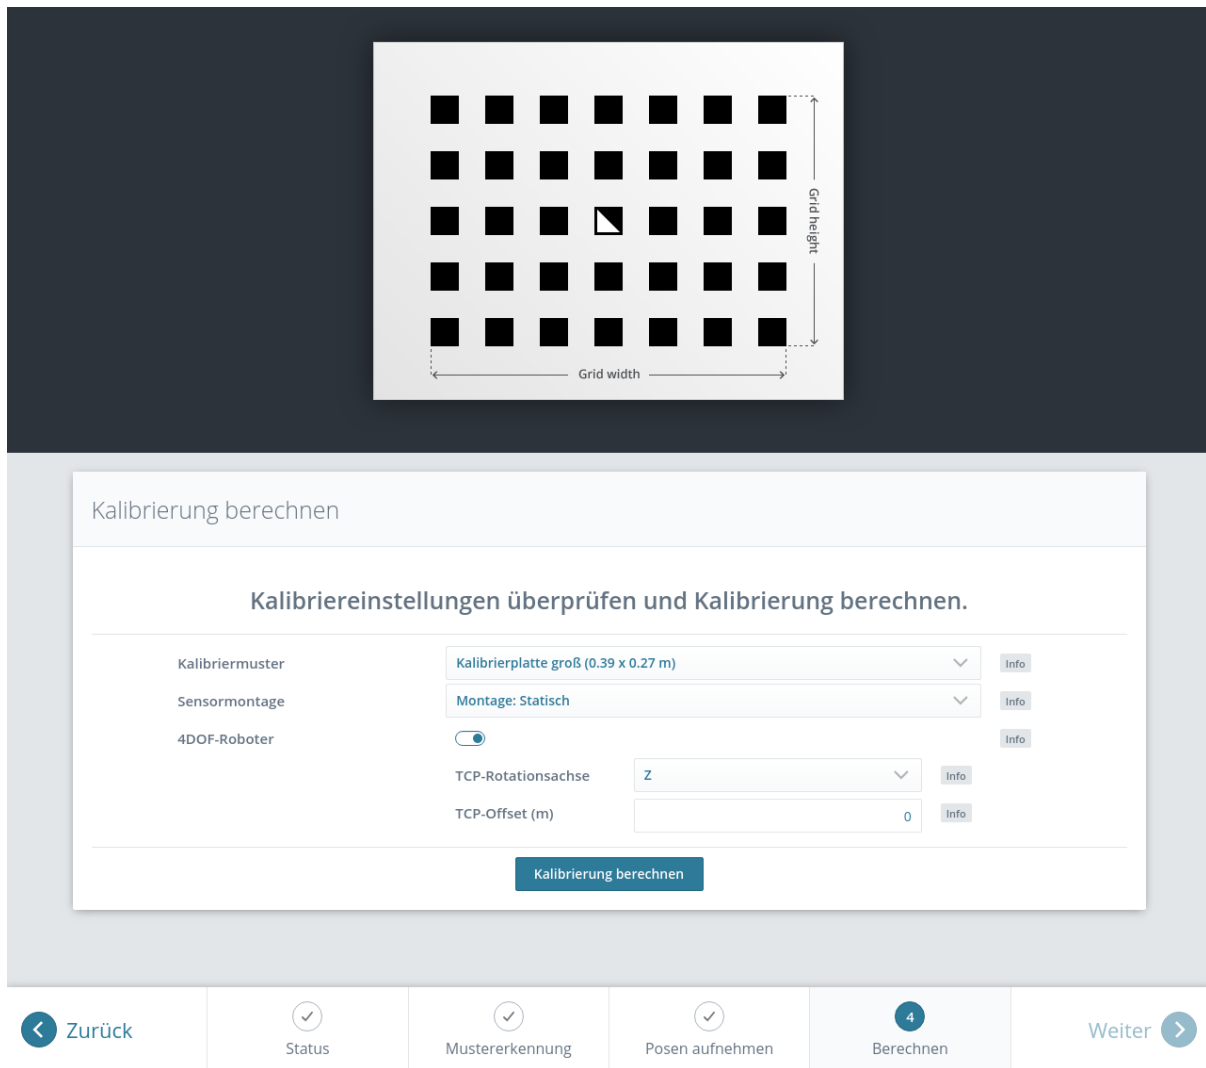 Grid height
Grid width
Kalibrierung berechnen
Kalibriereinstellungen überprüfen und Kalibrierung berechnen.
Kalibriermuster
Kalibrierplatte groß (0.39 x 0.27 m)
Info
Sensormontage
Montage: Statisch
Info
4DOF-Roboter
Info
TCP-Rotationsachse
Z
Info
TCP-Offset (m)
0
Info
Kalibrierung berechnen
Zurück
Status
Mustererkennung
Posen aufnehmen
4
Berechnen
Weiter